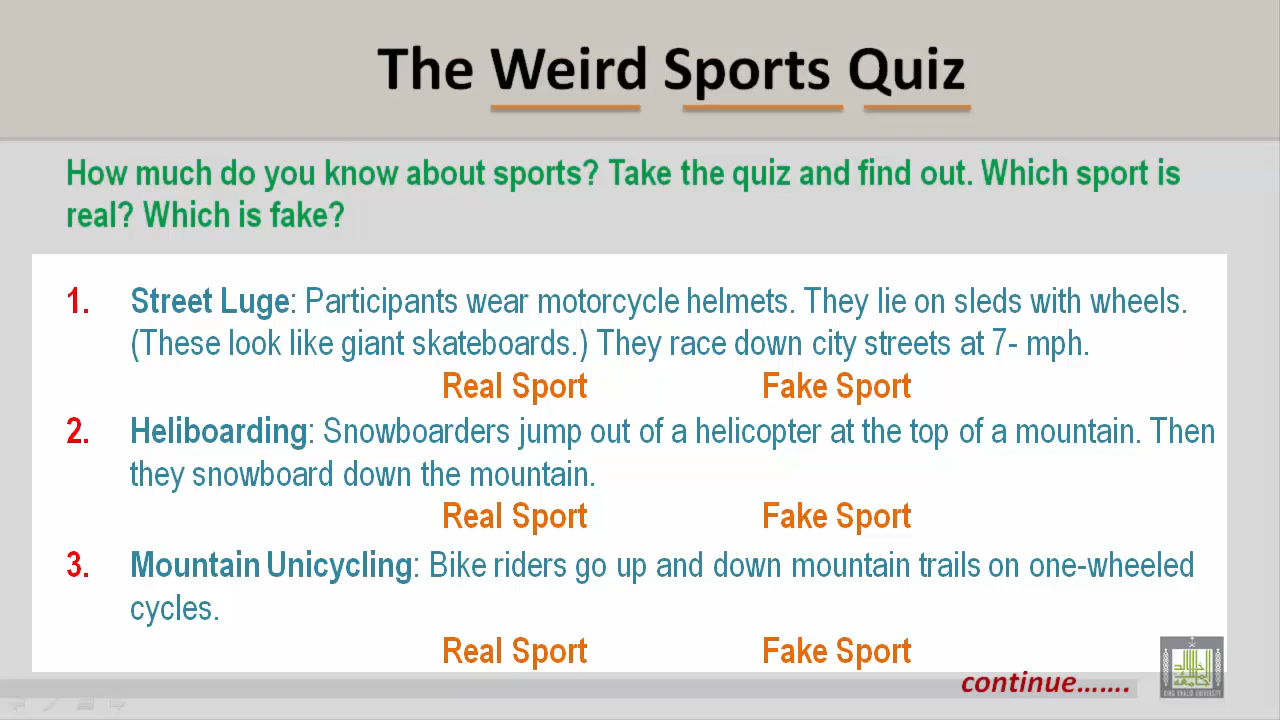 The Weird Sports Quiz
How much do you know about sports? Take the quiz and find out. Which sport is
real? Which is fake?
1. Street Luge: Participants wear motorcycle helmets. They lie on sleds with wheels.
(These look like giant skateboards.) They race down city streets at 7- mph.
Real Sport Fake Sport
2. Heliboarding: Snowboarders jump out of a helicopter at the top of a mountain. Then
they snowboard down the mountain.
Real Sport Fake Sport
3. Mountain Unicycling: Bike riders go up and down mountain trails on one-wheeled
cycles.
Real Sport Fake Sport
continue.......
KING KHALID UNIVERSITY